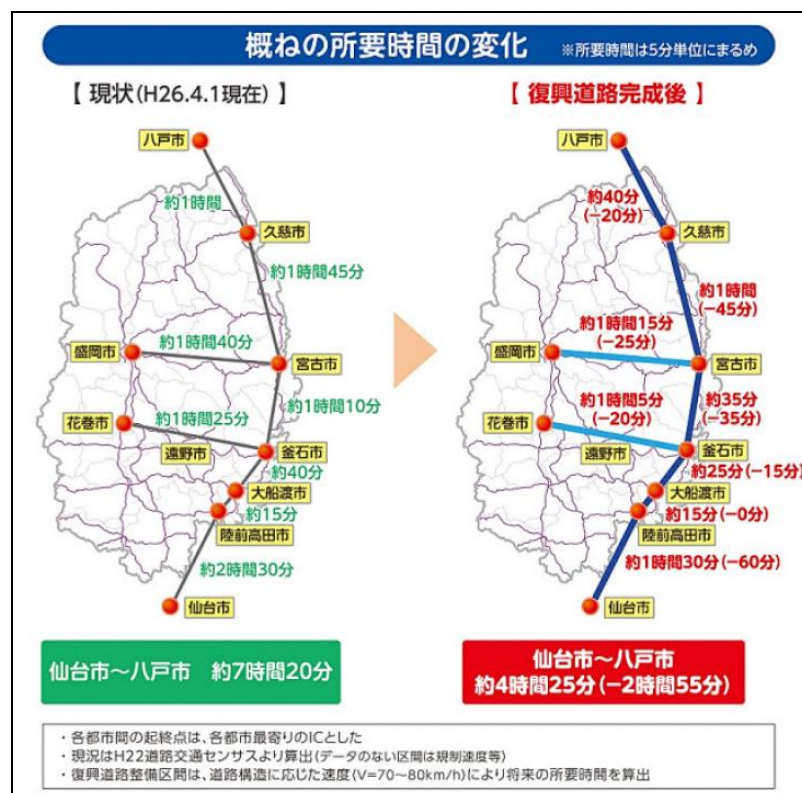 概ねの所要時間の変化 ※所要時間は5分単位にまるめ
【 現状(H26.4.1現在) 】
八戸市
約1時間
久慈市
約1時間45分
約1時間40分
盛岡市
宮古市
約1時間10分
約1時間25分
花巻市
遠野市
釜石市
約40分
大船渡市
約15分
陸前高田市
約2時間30分
仙台市
仙台市~八戸市 約7時間20分
【 復興道路完成後 】
八戸市
約40分
(-20分)
久慈市
約1時間
(-45分)
約1時間15分
(-25分)
盛岡市
宮古市
約35分
(-35分)
約1時間5分
(-20分)
花巻市
遠野市
釜石市
約25分(-15分)
大船渡市
約15分(-0分)
陸前高田市
約1時間30分(-60分)
仙台市
仙台市~八戸市
約4時間25分(-2時間55分)
・各都市間の起終点は、各都市最寄りのICとした
・現況はH22道路交通センサスより算出(データのない区間は規制速度等)
・復興道路整備区間は、道路構造に応じた速度(V=70~80km/h)により将来の所要時間を算出